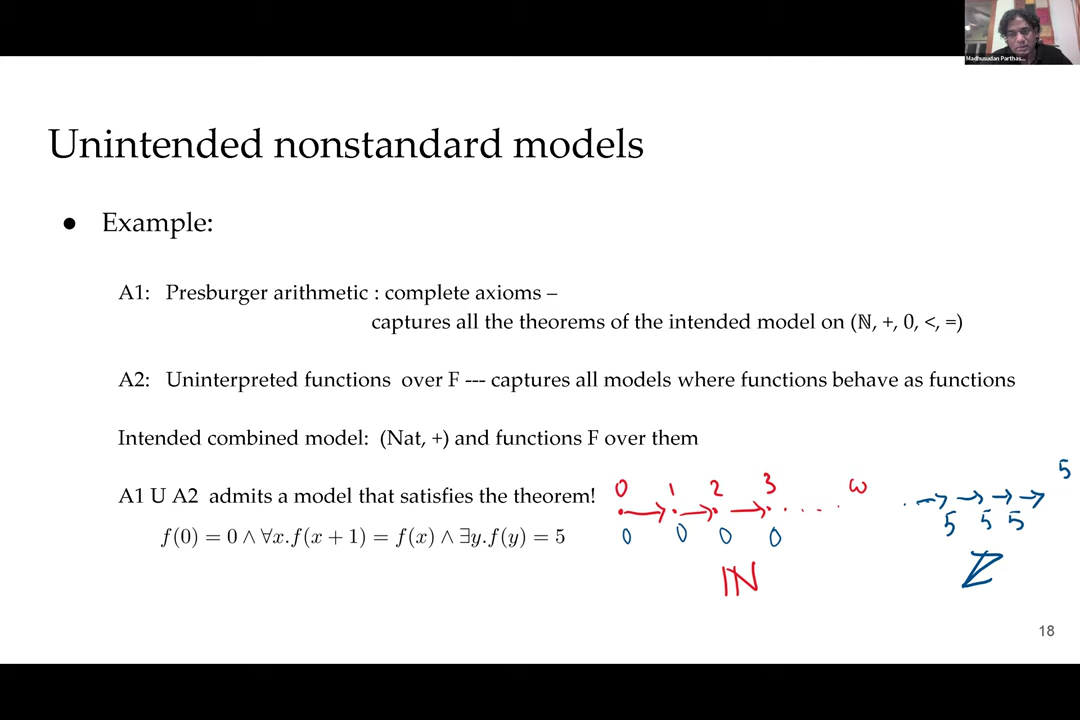 Madhusudan Parthas...
Unintended nonstandard models
● Example:
A1: Presburger arithmetic : complete axioms –
captures all the theorems of the intended model on (ℕ, +, 0, <, =)
A2: Uninterpreted functions over F --- captures all models where functions behave as functions
Intended combined model: (Nat, +) and functions F over them
A1 U A2 admits a model that satisfies the theorem!
f(0) = 0 ∧ ∀x.f(x + 1) = f(x) ∧ ∃y.f(y) = 5
0 1 2 3 ω 5
0 0 0 0 5 5 5
ℕ ℤ
18